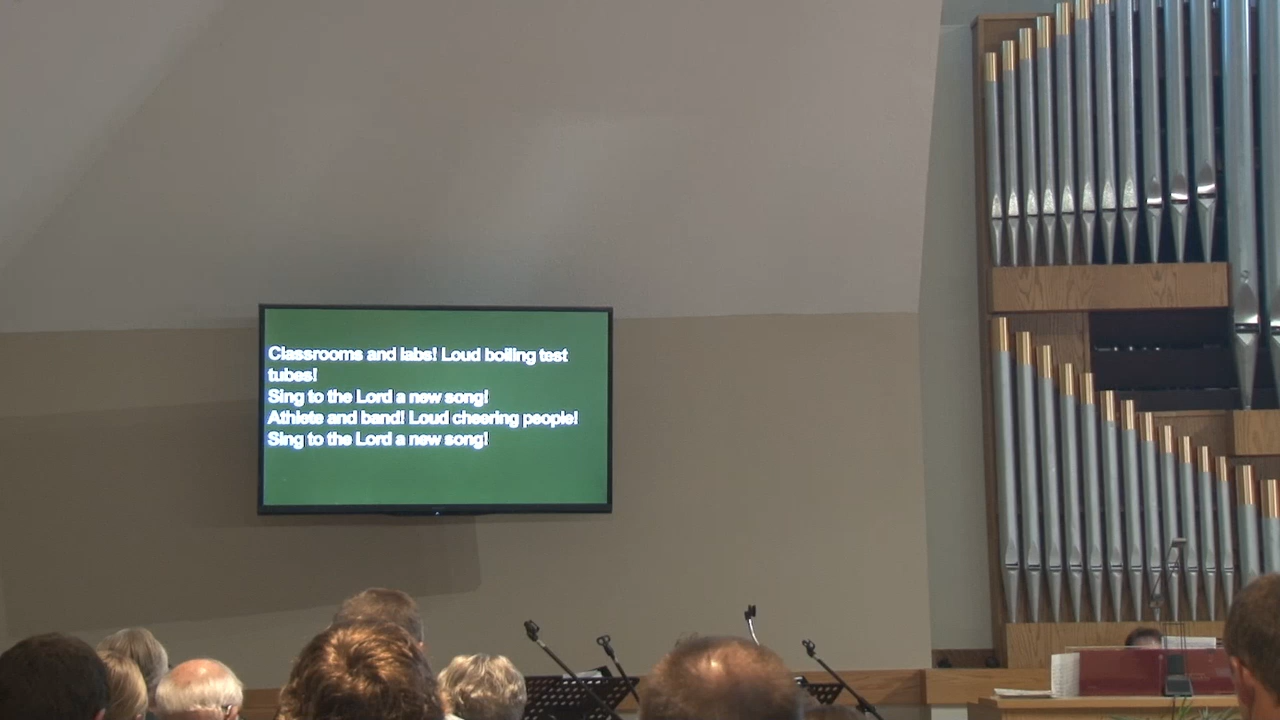 Classrooms and labs! Loud boiling test
tubes!
Sing to the Lord a new song!
Athlete and band! Loud cheering people!
Sing to the Lord a new song!